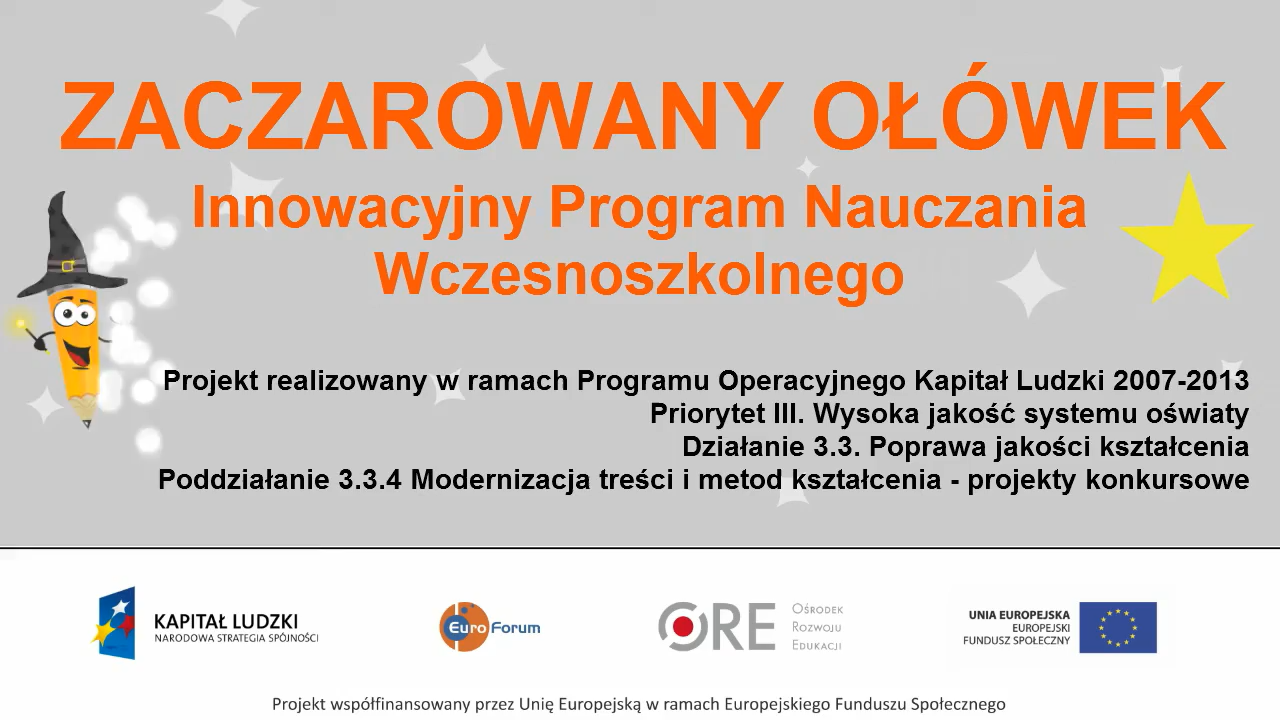 ZACZAROWANY OŁÓWEK
Innowacyjny Program Nauczania
Wczesnoszkolnego
Projekt realizowany w ramach Programu Operacyjnego Kapitał Ludzki 2007-2013
Priorytet III. Wysoka jakość systemu oświaty
Działanie 3.3. Poprawa jakości kształcenia
Poddziałanie 3.3.4 Modernizacja treści i metod kształcenia - projekty konkursowe
KAPITAŁ LUDZKI
NARODOWA STRATEGIA SPÓJNOŚCI
Euro Forum
ORE
Ośrodek
Rozwoju
Edukacji
UNIA EUROPEJSKA
EUROPEJSKI
FUNDUSZ SPOŁECZNY
Projekt współfinansowany przez Unię Europejską w ramach Europejskiego Funduszu Społecznego